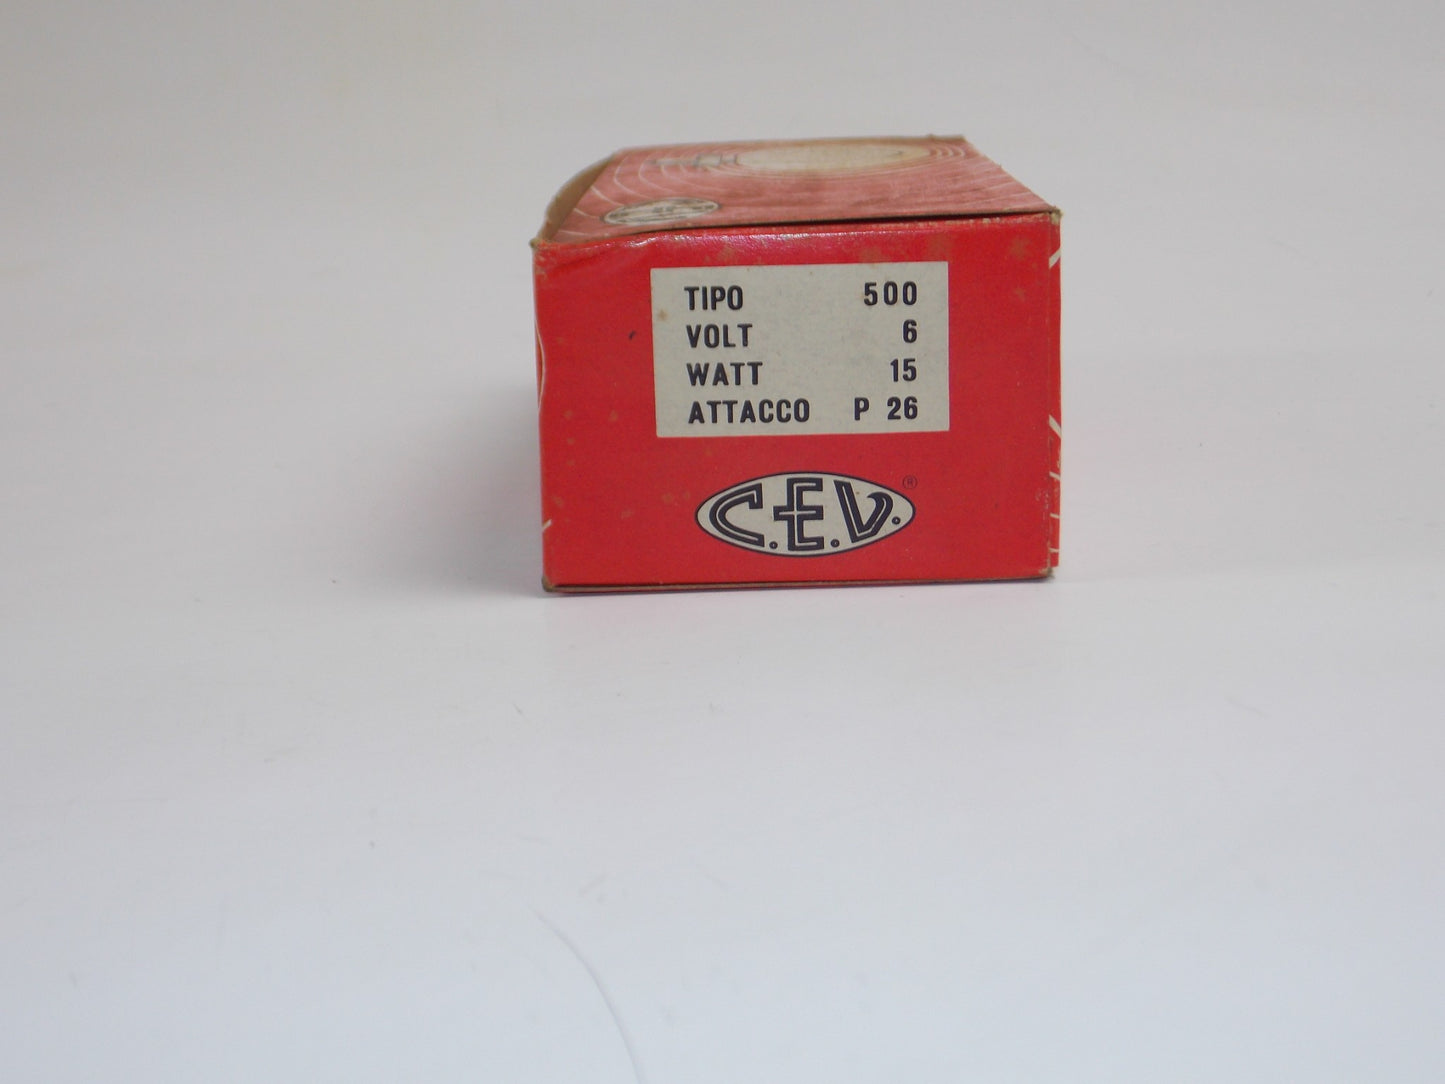 TIPO 500
VOLT 6
WATT 15
ATTACCO P 26
C.E.V. ®